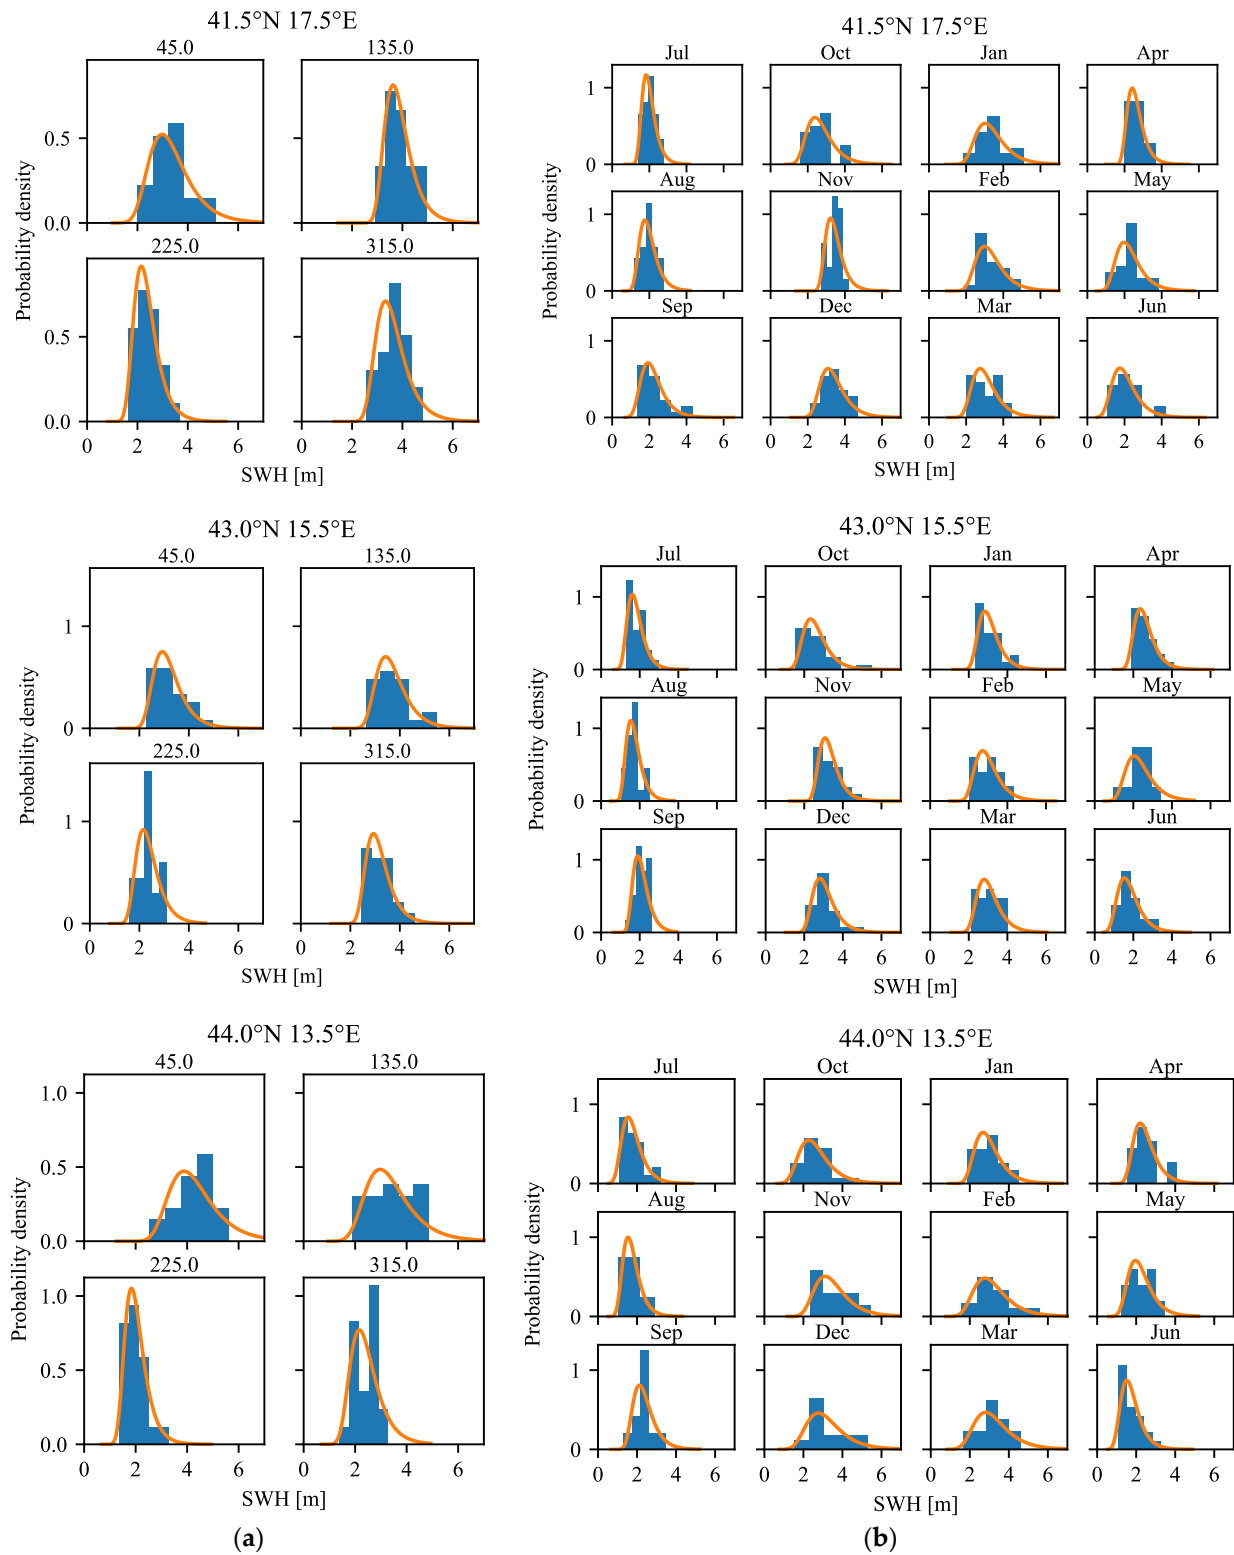 41.5°N 17.5°E
45.0 135.0
0.5
0.0
225.0 315.0
0.5
0.0
0 2 4 6 0 2 4 6
Probability density
SWH [m]
41.5°N 17.5°E
Jul Oct Jan Apr
1
0
Aug Nov Feb May
1
0
Sep Dec Mar Jun
1
0
0 2 4 6 0 2 4 6 0 2 4 6 0 2 4 6
Probability density
SWH [m]
43.0°N 15.5°E
45.0 135.0
1
0
225.0 315.0
1
0
0 2 4 6 0 2 4 6
Probability density
SWH [m]
43.0°N 15.5°E
Jul Oct Jan Apr
1
0
Aug Nov Feb May
1
0
Sep Dec Mar Jun
1
0
0 2 4 6 0 2 4 6 0 2 4 6 0 2 4 6
Probability density
SWH [m]
44.0°N 13.5°E
45.0 135.0
1.0
0.5
0.0
225.0 315.0
1.0
0.5
0.0
0 2 4 6 0 2 4 6
Probability density
SWH [m]
44.0°N 13.5°E
Jul Oct Jan Apr
1
0
Aug Nov Feb May
1
0
Sep Dec Mar Jun
1
0
0 2 4 6 0 2 4 6 0 2 4 6 0 2 4 6
Probability density
SWH [m]
(a) (b)